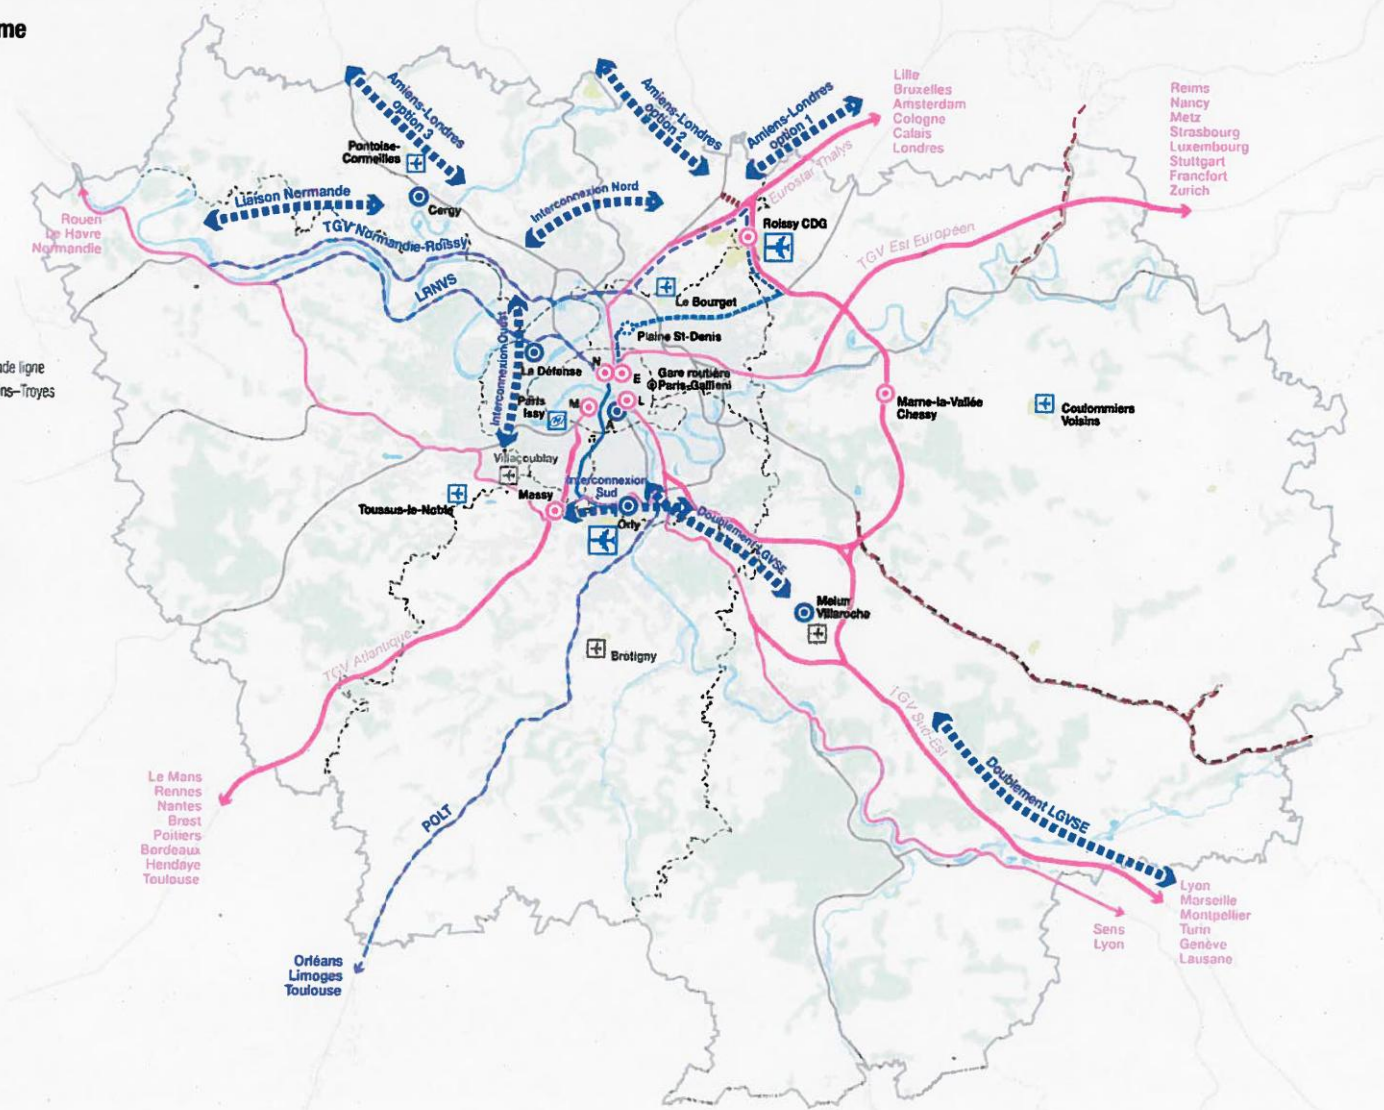 me
Amiens-Londres
option 3
Amiens-Londres
option 2
Amiens-Londres
option 1
Lille
Bruxelles
Amsterdam
Cologne
Calais
Londres
Reims
Nancy
Metz
Strasbourg
Luxembourg
Stuttgart
Francfort
Zurich
Pontoise-
Cormeilles
Eurostar Thalys
Cergy
Liaison Normande
Interconnexion Nord
Rouen
Le Havre
Normandie
TGV Normandie-Roissy
Roissy CDG
TGV Est Européen
LRNVS
Le Bourget
Interconnexion Ouest
Plaine St-Denis
La Défense
N
E
Gare routière
Paris-Gallieni
de ligne
ns–Troyes
Paris
Issy
M
L
A
Marne-la-Vallée
Chessy
Coulommiers
Voisins
Villacoublay
Toussus-le-Noble
Massy
Interconnexion
Sud
Orly
Doublement LGVSE
Melun
Villaroche
Brétigny
TGV Atlantique
TGV Sud-Est
Le Mans
Rennes
Nantes
Brest
Poitiers
Bordeaux
Hendaye
Toulouse
POLT
Doublement LGVSE
Orléans
Limoges
Toulouse
Sens
Lyon
Lyon
Marseille
Montpellier
Turin
Genève
Lausane